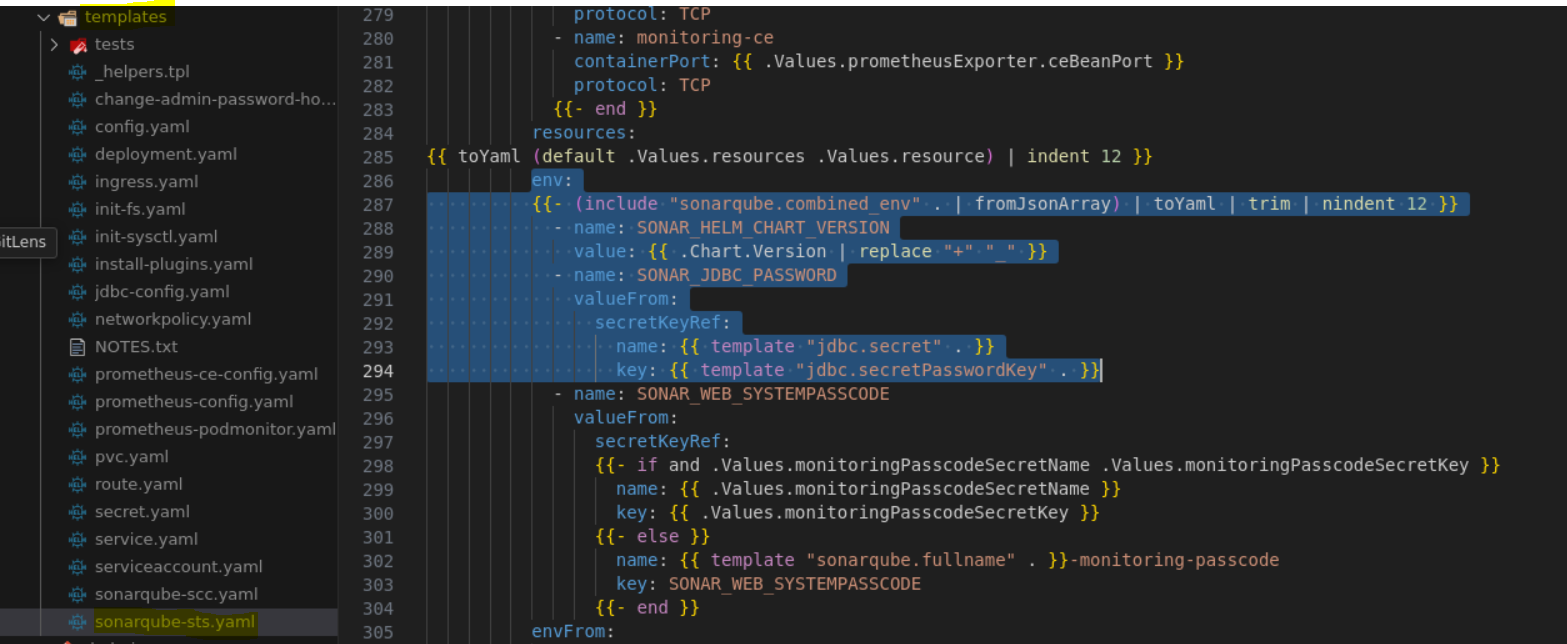 templates
tests
_helpers.tpl
change-admin-password-ho...
config.yaml
deployment.yaml
ingress.yaml
init-fs.yaml
itLens
init-sysctl.yaml
install-plugins.yaml
jdbc-config.yaml
networkpolicy.yaml
NOTES.txt
prometheus-ce-config.yaml
prometheus-config.yaml
prometheus-podmonitor.yaml
pvc.yaml
route.yaml
secret.yaml
service.yaml
serviceaccount.yaml
sonarqube-scc.yaml
sonarqube-sts.yaml
279 protocol: TCP
280 - name: monitoring-ce
281 containerPort: {{ .Values.prometheusExporter.ceBeanPort }}
282 protocol: TCP
283 {{- end }}
284 resources:
285 {{ toYaml (default .Values.resources .Values.resource) | indent 12 }}
286 env:
287 {{- (include "sonarqube.combined_env" . | fromJsonArray) | toYaml | trim | nindent 12 }}
288 - name: SONAR_HELM_CHART_VERSION
289 value: {{ .Chart.Version | replace "+" "_" }}
290 - name: SONAR_JDBC_PASSWORD
291 valueFrom:
292 secretKeyRef:
293 name: {{ template "jdbc.secret" . }}
294 key: {{ template "jdbc.secretPasswordKey" . }}
295 - name: SONAR_WEB_SYSTEMPASSCODE
296 valueFrom:
297 secretKeyRef:
298 {{- if and .Values.monitoringPasscodeSecretName .Values.monitoringPasscodeSecretKey }}
299 name: {{ .Values.monitoringPasscodeSecretName }}
300 key: {{ .Values.monitoringPasscodeSecretKey }}
301 {{- else }}
302 name: {{ template "sonarqube.fullname" . }}-monitoring-passcode
303 key: SONAR_WEB_SYSTEMPASSCODE
304 {{- end }}
305 envFrom: